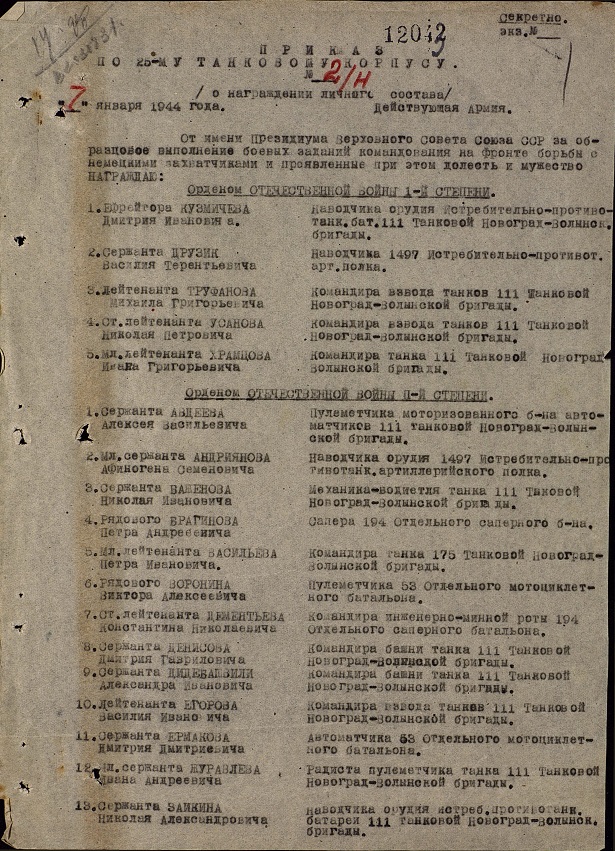 Секретно.
экз.№
12042
ПРИКАЗ
ПО 25-МУ ТАНКОВОМУ КОРПУСУ.
№ 2/н
/о награждении личного состава/
"7" января 1944 года. Действующая Армия.
От имени Президиума Верховного Совета Союза ССР за об-
разцовое выполнение боевых заданий командования на фронте борьбы с
немецкими захватчиками и проявленные при этом долесть и мужество
НАГРАЖДАЮ:
Орденом ОТЕЧЕСТВЕННОЙ ВОЙНЫ 1-Й СТЕПЕНИ.
1.Ефрейтора КУЗМИЧЕВА Наводчика орудия Истребительно-противо-
Дмитрия Ивановича. танк.бат.111 Танковой Новоград-Волынск.
бригады.
2.Сержанта ДРУЗИК Наводчика 1497 Истребительно-противот.
Василия Терентьевича арт.полка.
3.Лейтенанта ТРУФАНОВА Командира взвода танков 111 Танковой
Михаила Григорьевича Новоград-Волынской бригады.
4.Ст.лейтенанта УСАНОВА Командира взвода танков 111 Танковой
Николая Петровича Новоград-Волынской бригады.
5.Мл.лейтенанта ХРАМЦОВА Командира танка 111 Танковой Новоград-
Ивана Григорьевича Волынской бригады.
Орденом ОТЕЧЕСТВЕННОЙ ВОЙНЫ П-Й СТЕПЕНИ.
1.Сержанта АВДЕЕВА Пулеметчика моторизованного б-на авто-
Алексея Васильевича матчиков 111 танковой Новоград-Волын-
ской бригады.
2.Мл.сержанта АНДРИЯНОВА Наводчика орудия 1497 Истребительно-про
Афиногена Семеновича тивотанк.артиллерийского полка.
3.Сержанта БАЖЕНОВА Механика-водиетля танка 111 Таковой
Николая Ивановича Новоград-Волынской бригады.
4.Рядового БРАГИНОВА Сапера 194 Отдельного саперного б-на.
Петра Андреевича
5.Мл.лейтенанта ВАСИЛЬЕВА Командира танка 175 Танковой Новоград-
Петра Ивановича. Волынской бригады.
6.Рядового ВОРОНИНА Пулеметчика 53 Отдельного мотоциклет-
Виктора Алексеевича ного батальона.
7.Ст.лейтенанта ДЕМЕНТЬЕВА Командира инженерно-минной роты 194
Константина Николаевича Отдельного саперного батальона.
8.Сержанта ДЕНИСОВА Командира башни танка 111 Танковой
Дмитрия Гавриловича Новоград-Волынской бригады.
9.Сержанта ДИДЕБАШВИЛИ Командира башни танка 111 Танковой
Александра Ивановича Новоград-Волынской бригады.
10.Лейтенанта ЕГОРОВА Командира взвода танков 111 Танковой
Василия Ивановича Новоград-Волынской бригады.
11.Сержанта ЕРМАКОВА Автоматчика 53 Отдельного мотоциклет-
Дмитрия Дмитриевича ного батальона.
12.Мл.сержанта ЖУРАВЛЕВА Радиста пулеметчика танка 111 Танковой
Ивана Андреевича Новоград-Волынской бригады.
13.Сержанта ЗАИКИНА Наводчика орудия истреб.противотанк.
Николая Александровича батареи 111 танковой Новоград-Волынск.
бригады.